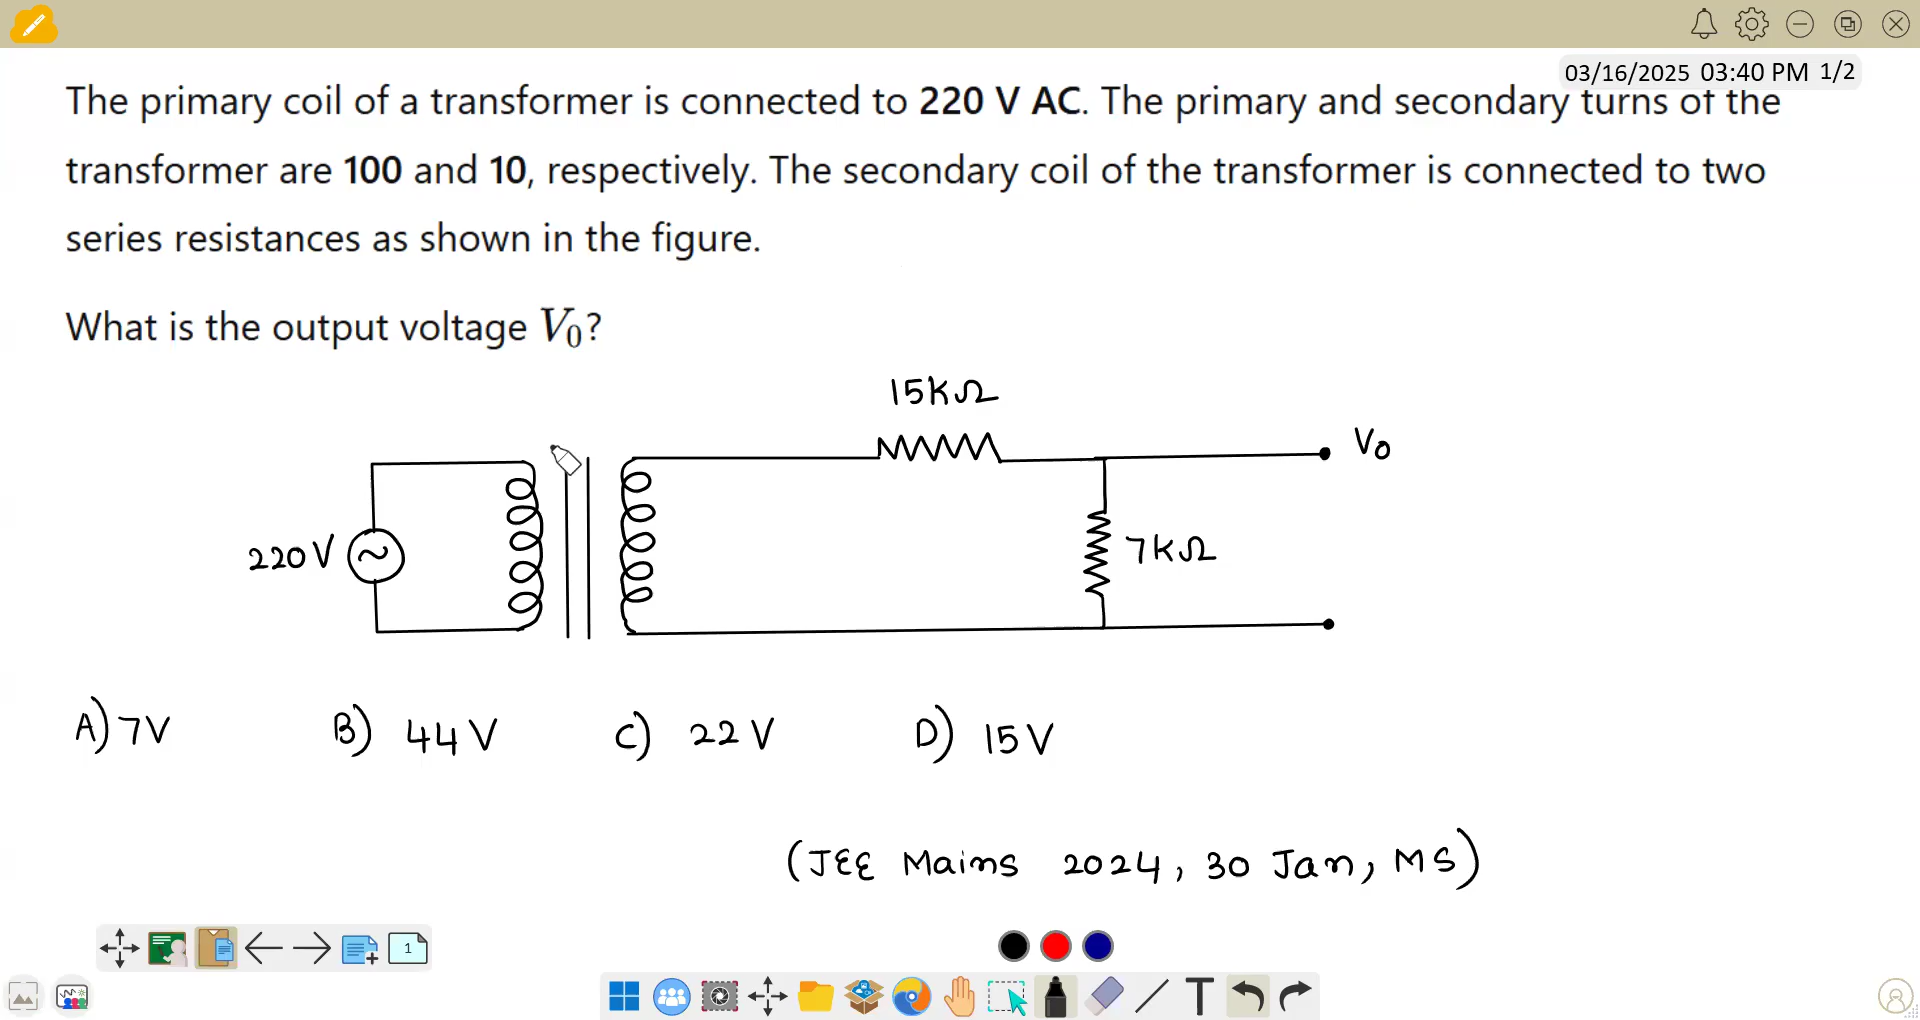 03/16/2025 03:40 PM 1/2
The primary coil of a transformer is connected to 220 V AC. The primary and secondary turns of the
transformer are 100 and 10, respectively. The secondary coil of the transformer is connected to two
series resistances as shown in the figure.
What is the output voltage V₀?
15KΩ
V₀
220V
7KΩ
A) 7V B) 44V C) 22V D) 15V
(JEE Mains 2024, 30 Jan, MS)
1
T